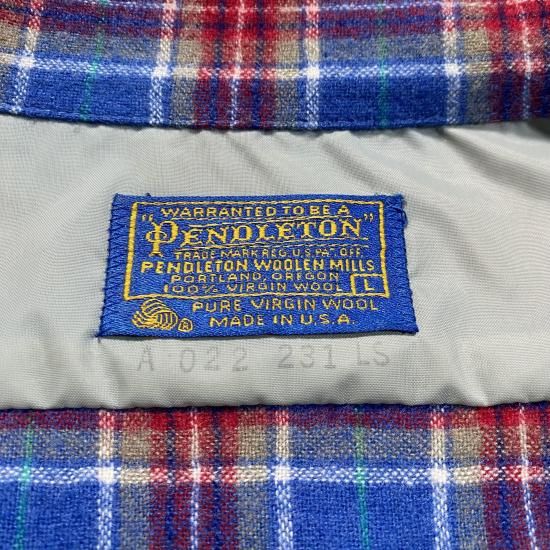 WARRANTED TO BE A
"PENDLETON"
TRADE MARK REG. U.S. PAT. OFF.
PENDLETON WOOLEN MILLS
PORTLAND, OREGON
100% VIRGIN WOOL L
PURE VIRGIN WOOL
® MADE IN U.S.A.
A 022 231 LS